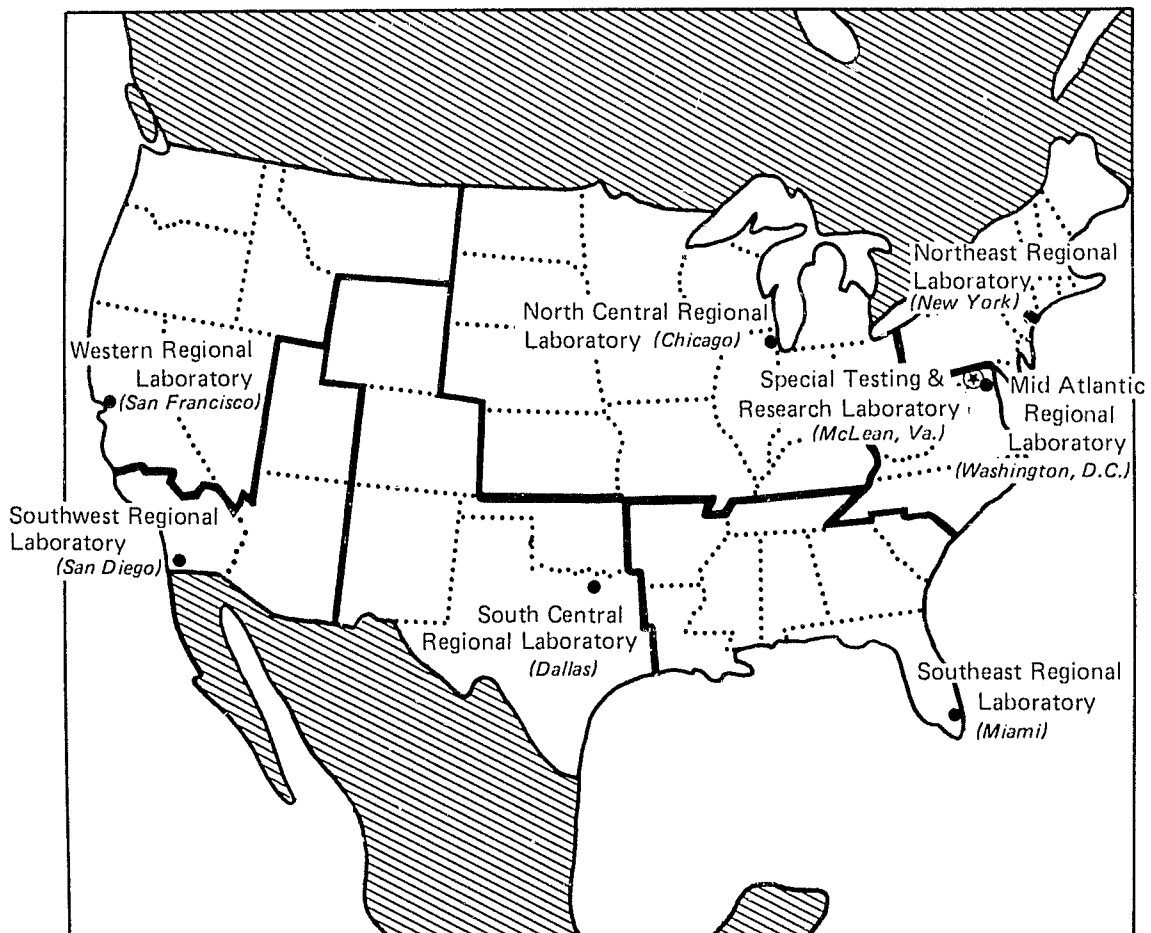 Northeast Regional
Laboratory
(New York)
North Central Regional
Laboratory (Chicago)
Western Regional
Laboratory
(San Francisco)
Special Testing &
Research Laboratory
(McLean, Va.)
Mid Atlantic
Regional
Laboratory
(Washington, D.C.)
Southwest Regional
Laboratory
(San Diego)
South Central
Regional Laboratory
(Dallas)
Southeast Regional
Laboratory
(Miami)